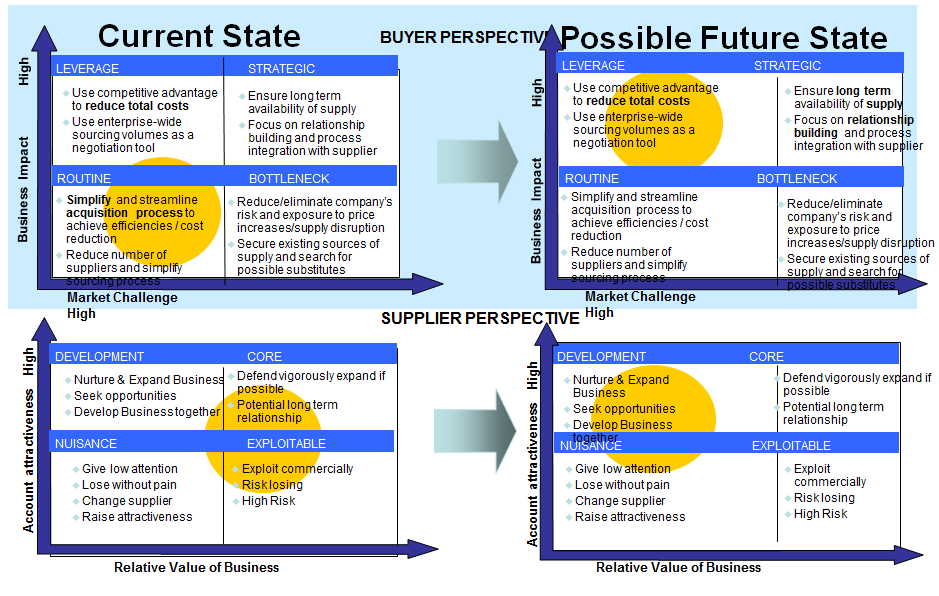 Current State
BUYER PERSPECTIVE
Possible Future State
High
Business Impact
LEVERAGE
STRATEGIC
Use competitive advantage
to reduce total costs
Use enterprise-wide
sourcing volumes as a
negotiation tool
Ensure long term
availability of supply
Focus on relationship
building and process
integration with supplier
ROUTINE
BOTTLENECK
Simplify and streamline
acquisition process to
achieve efficiencies / cost
reduction
Reduce number of
suppliers and simplify
sourcing process
Reduce/eliminate company's
risk and exposure to price
increases/supply disruption
Secure existing sources of
supply and search for
possible substitutes
Market Challenge
High
High
Business Impact
LEVERAGE
STRATEGIC
Use competitive advantage
to reduce total costs
Use enterprise-wide
sourcing volumes as a
negotiation tool
Ensure long term
availability of supply
Focus on relationship
building and process
integration with supplier
ROUTINE
BOTTLENECK
Simplify and streamline
acquisition process to
achieve efficiencies / cost
reduction
Reduce number of
suppliers and simplify
sourcing process
Reduce/eliminate
company's risk and
exposure to price
increases/supply disruption
Secure existing sources of
supply and search for
possible substitutes
Market Challenge
High
SUPPLIER PERSPECTIVE
High
Account attractiveness
DEVELOPMENT
CORE
Nurture & Expand Business
Seek opportunities
Develop Business together
Defend vigorously expand if
possible
Potential long term
relationship
NUISANCE
EXPLOITABLE
Give low attention
Lose without pain
Change supplier
Raise attractiveness
Exploit commercially
Risk losing
High Risk
Relative Value of Business
High
Account attractiveness
DEVELOPMENT
CORE
Nurture & Expand
Business
Seek opportunities
Develop Business
together
Defend vigorously expand if
possible
Potential long term
relationship
NUISANCE
EXPLOITABLE
Give low attention
Lose without pain
Change supplier
Raise attractiveness
Exploit
commercially
Risk losing
High Risk
Relative Value of Business